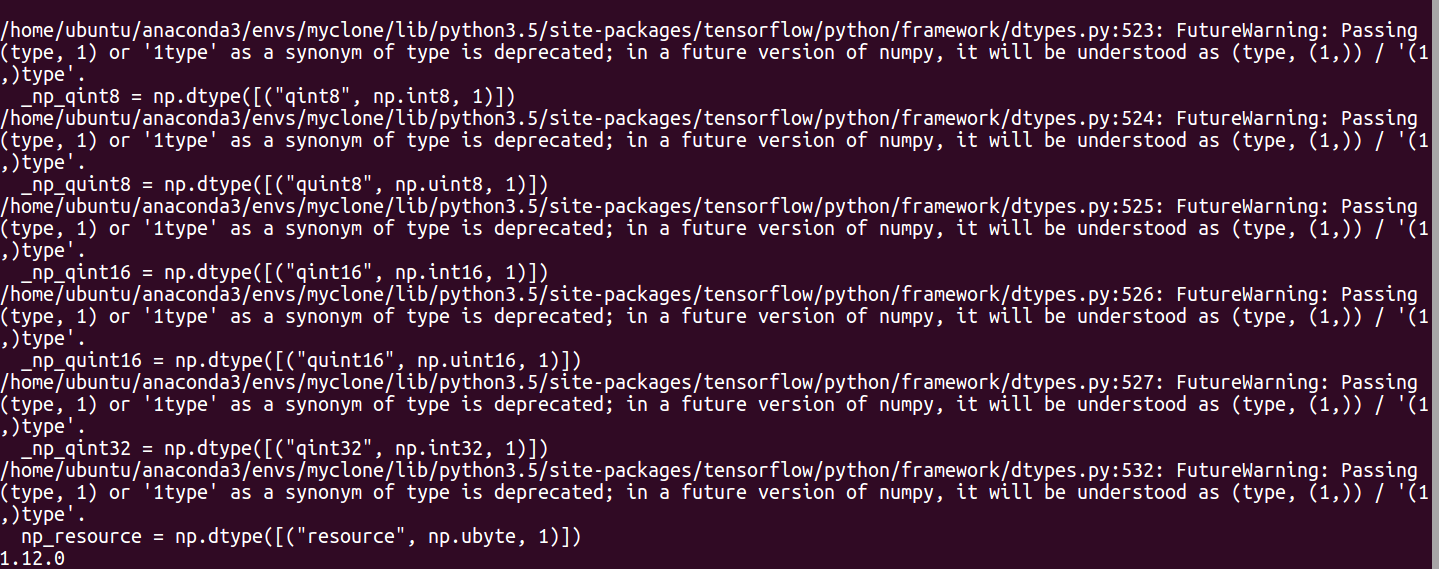 /home/ubuntu/anaconda3/envs/myclone/lib/python3.5/site-packages/tensorflow/python/framework/dtypes.py:523: FutureWarning: Passing
(type, 1) or '1type' as a synonym of type is deprecated; in a future version of numpy, it will be understood as (type, (1,)) / '(1
,)type'.
  _np_qint8 = np.dtype([("qint8", np.int8, 1)])
/home/ubuntu/anaconda3/envs/myclone/lib/python3.5/site-packages/tensorflow/python/framework/dtypes.py:524: FutureWarning: Passing
(type, 1) or '1type' as a synonym of type is deprecated; in a future version of numpy, it will be understood as (type, (1,)) / '(1
,)type'.
  _np_quint8 = np.dtype([("quint8", np.uint8, 1)])
/home/ubuntu/anaconda3/envs/myclone/lib/python3.5/site-packages/tensorflow/python/framework/dtypes.py:525: FutureWarning: Passing
(type, 1) or '1type' as a synonym of type is deprecated; in a future version of numpy, it will be understood as (type, (1,)) / '(1
,)type'.
  _np_qint16 = np.dtype([("qint16", np.int16, 1)])
/home/ubuntu/anaconda3/envs/myclone/lib/python3.5/site-packages/tensorflow/python/framework/dtypes.py:526: FutureWarning: Passing
(type, 1) or '1type' as a synonym of type is deprecated; in a future version of numpy, it will be understood as (type, (1,)) / '(1
,)type'.
  _np_quint16 = np.dtype([("quint16", np.uint16, 1)])
/home/ubuntu/anaconda3/envs/myclone/lib/python3.5/site-packages/tensorflow/python/framework/dtypes.py:527: FutureWarning: Passing
(type, 1) or '1type' as a synonym of type is deprecated; in a future version of numpy, it will be understood as (type, (1,)) / '(1
,)type'.
  _np_qint32 = np.dtype([("qint32", np.int32, 1)])
/home/ubuntu/anaconda3/envs/myclone/lib/python3.5/site-packages/tensorflow/python/framework/dtypes.py:532: FutureWarning: Passing
(type, 1) or '1type' as a synonym of type is deprecated; in a future version of numpy, it will be understood as (type, (1,)) / '(1
,)type'.
  np_resource = np.dtype([("resource", np.ubyte, 1)])
1.12.0